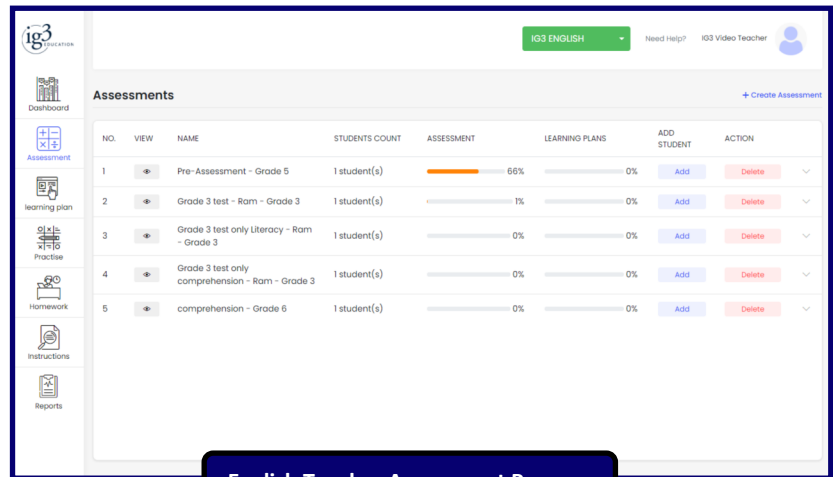 ig3 EDUCATION
IG3 ENGLISH
Need Help?
IG3 Video Teacher
Dashboard
Assessment
learning plan
Practise
Homework
Instructions
Reports
Assessments
+ Create Assessment
NO. VIEW NAME STUDENTS COUNT ASSESSMENT LEARNING PLANS ADD STUDENT ACTION
1 Pre-Assessment - Grade 5 1 student(s) 66% 0% Add Delete
2 Grade 3 test - Ram - Grade 3 1 student(s) 1% 0% Add Delete
3 Grade 3 test only Literacy - Ram
- Grade 3 1 student(s) 0% 0% Add Delete
4 Grade 3 test only
comprehension - Ram - Grade 3 1 student(s) 0% 0% Add Delete
5 comprehension - Grade 6 1 student(s) 0% 0% Add Delete